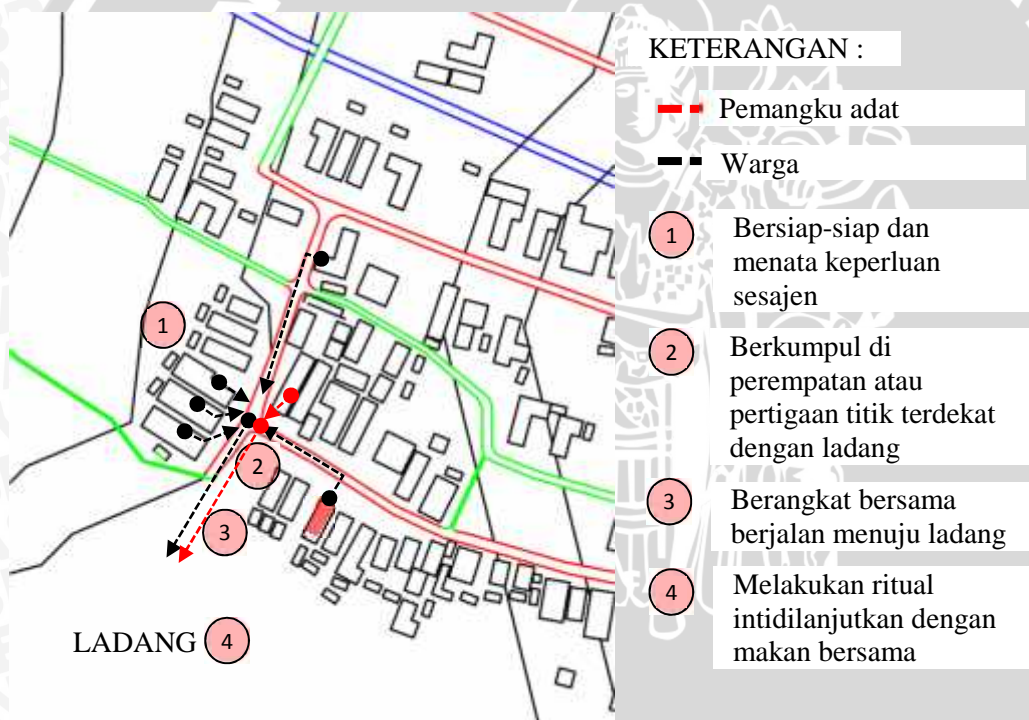 KETERANGAN :
Pemangku adat
Warga
1
Bersiap-siap dan
menata keperluan
sesajen
2
Berkumpul di
perempatan atau
pertigaan titik terdekat
dengan ladang
3
Berangkat bersama
berjalan menuju ladang
4
Melakukan ritual
intidilanjutkan dengan
makan bersama
1
2
3
LADANG 4